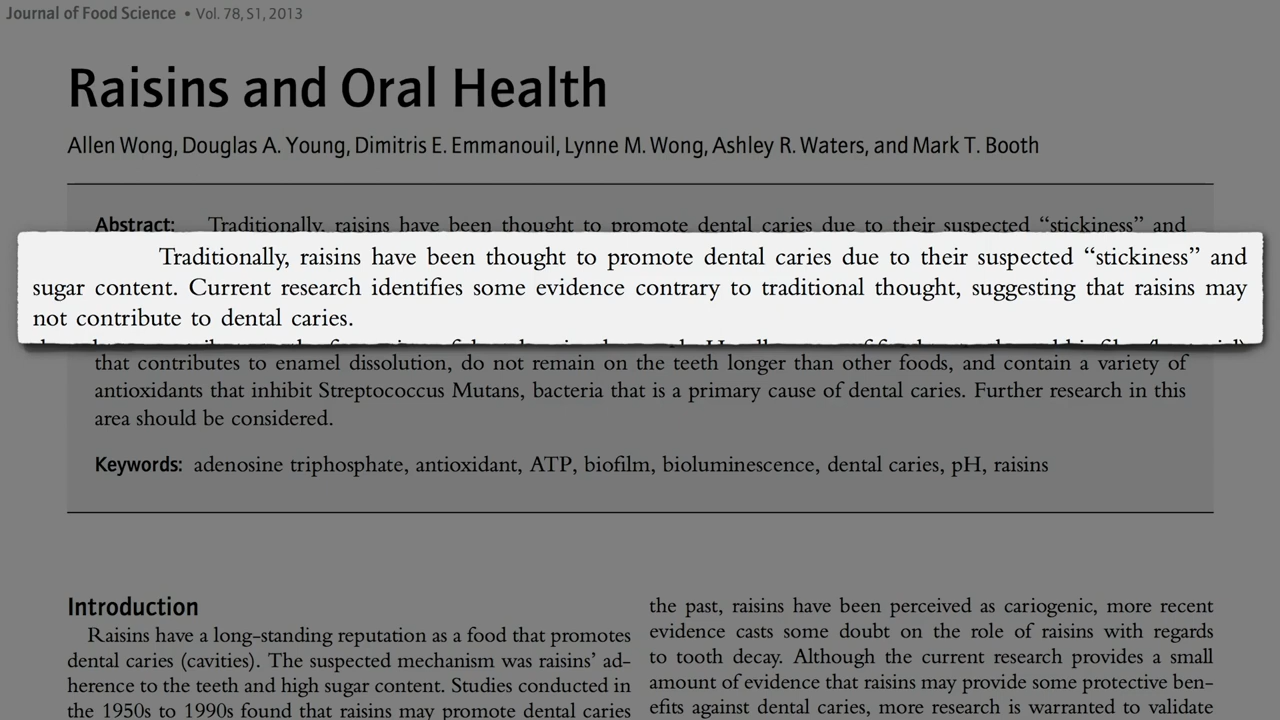 Journal of Food Science • Vol. 78, S1, 2013
Raisins and Oral Health
Allen Wong, Douglas A. Young, Dimitris E. Emmanouil, Lynne M. Wong, Ashley R. Waters, and Mark T. Booth
Abstract: Traditionally, raisins have been thought to promote dental caries due to their suspected “stickiness” and
Traditionally, raisins have been thought to promote dental caries due to their suspected “stickiness” and
sugar content. Current research identifies some evidence contrary to traditional thought, suggesting that raisins may
not contribute to dental caries.
that contributes to enamel dissolution, do not remain on the teeth longer than other foods, and contain a variety of
antioxidants that inhibit Streptococcus Mutans, bacteria that is a primary cause of dental caries. Further research in this
area should be considered.
Keywords: adenosine triphosphate, antioxidant, ATP, biofilm, bioluminescence, dental caries, pH, raisins
Introduction
Raisins have a long-standing reputation as a food that promotes
dental caries (cavities). The suspected mechanism was raisins’ ad-
herence to the teeth and high sugar content. Studies conducted in
the 1950s to 1990s found that raisins may promote dental caries
the past, raisins have been perceived as cariogenic, more recent
evidence casts some doubt on the role of raisins with regards
to tooth decay. Although the current research provides a small
amount of evidence that raisins may provide some protective ben-
efits against dental caries, more research is warranted to validate